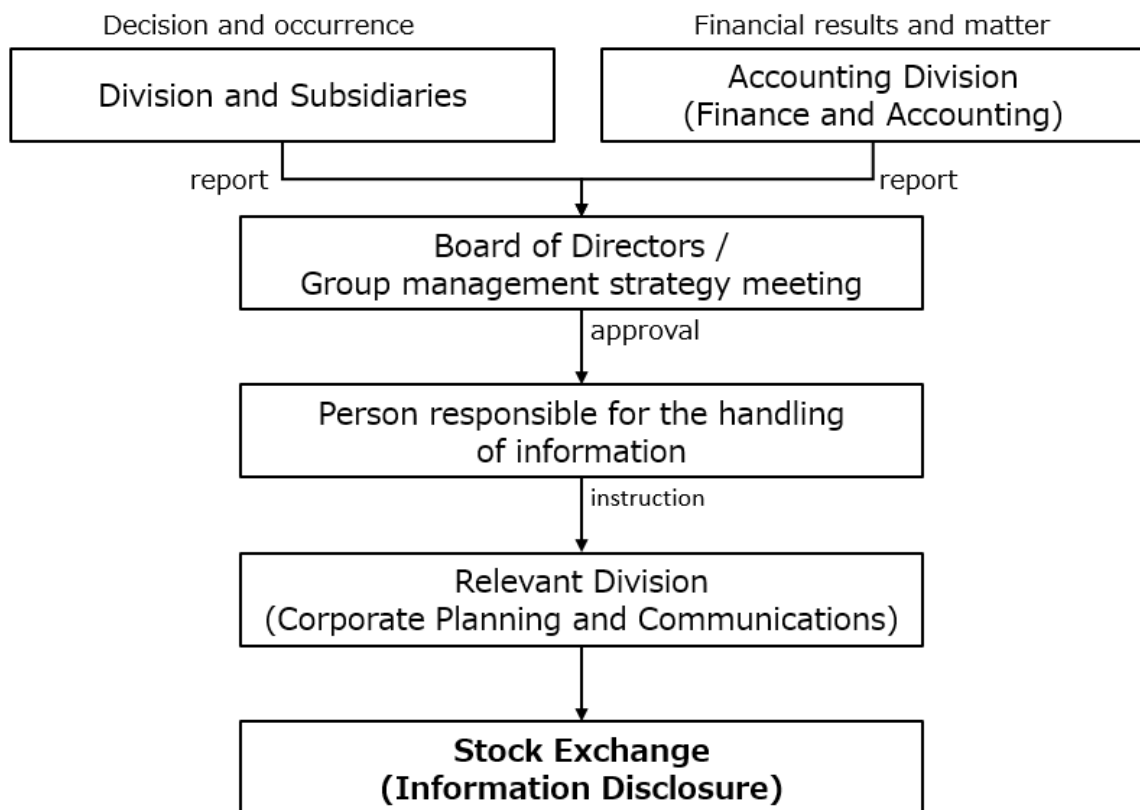 Decision and occurrence
Financial results and matter
Division and Subsidiaries
Accounting Division
(Finance and Accounting)
report
report
Board of Directors /
Group management strategy meeting
approval
Person responsible for the handling
of information
instruction
Relevant Division
(Corporate Planning and Communications)
Stock Exchange
(Information Disclosure)